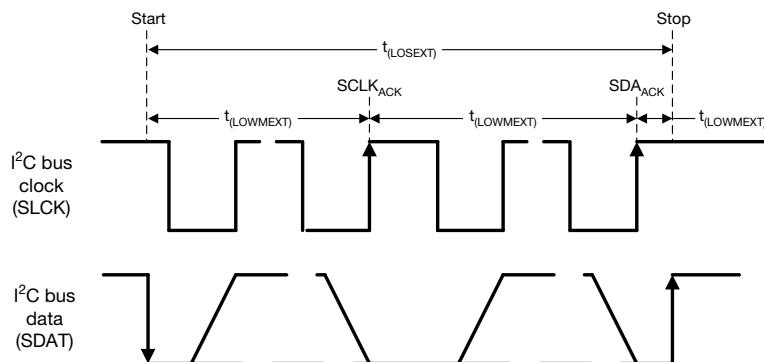 Start
Stop
t(LOSEXT)
SCLKACK
SDAACK
t(LOWMEXT)
t(LOWMEXT)
t(LOWMEXT)
I2C bus
clock
(SLCK)
I2C bus
data
(SDAT)